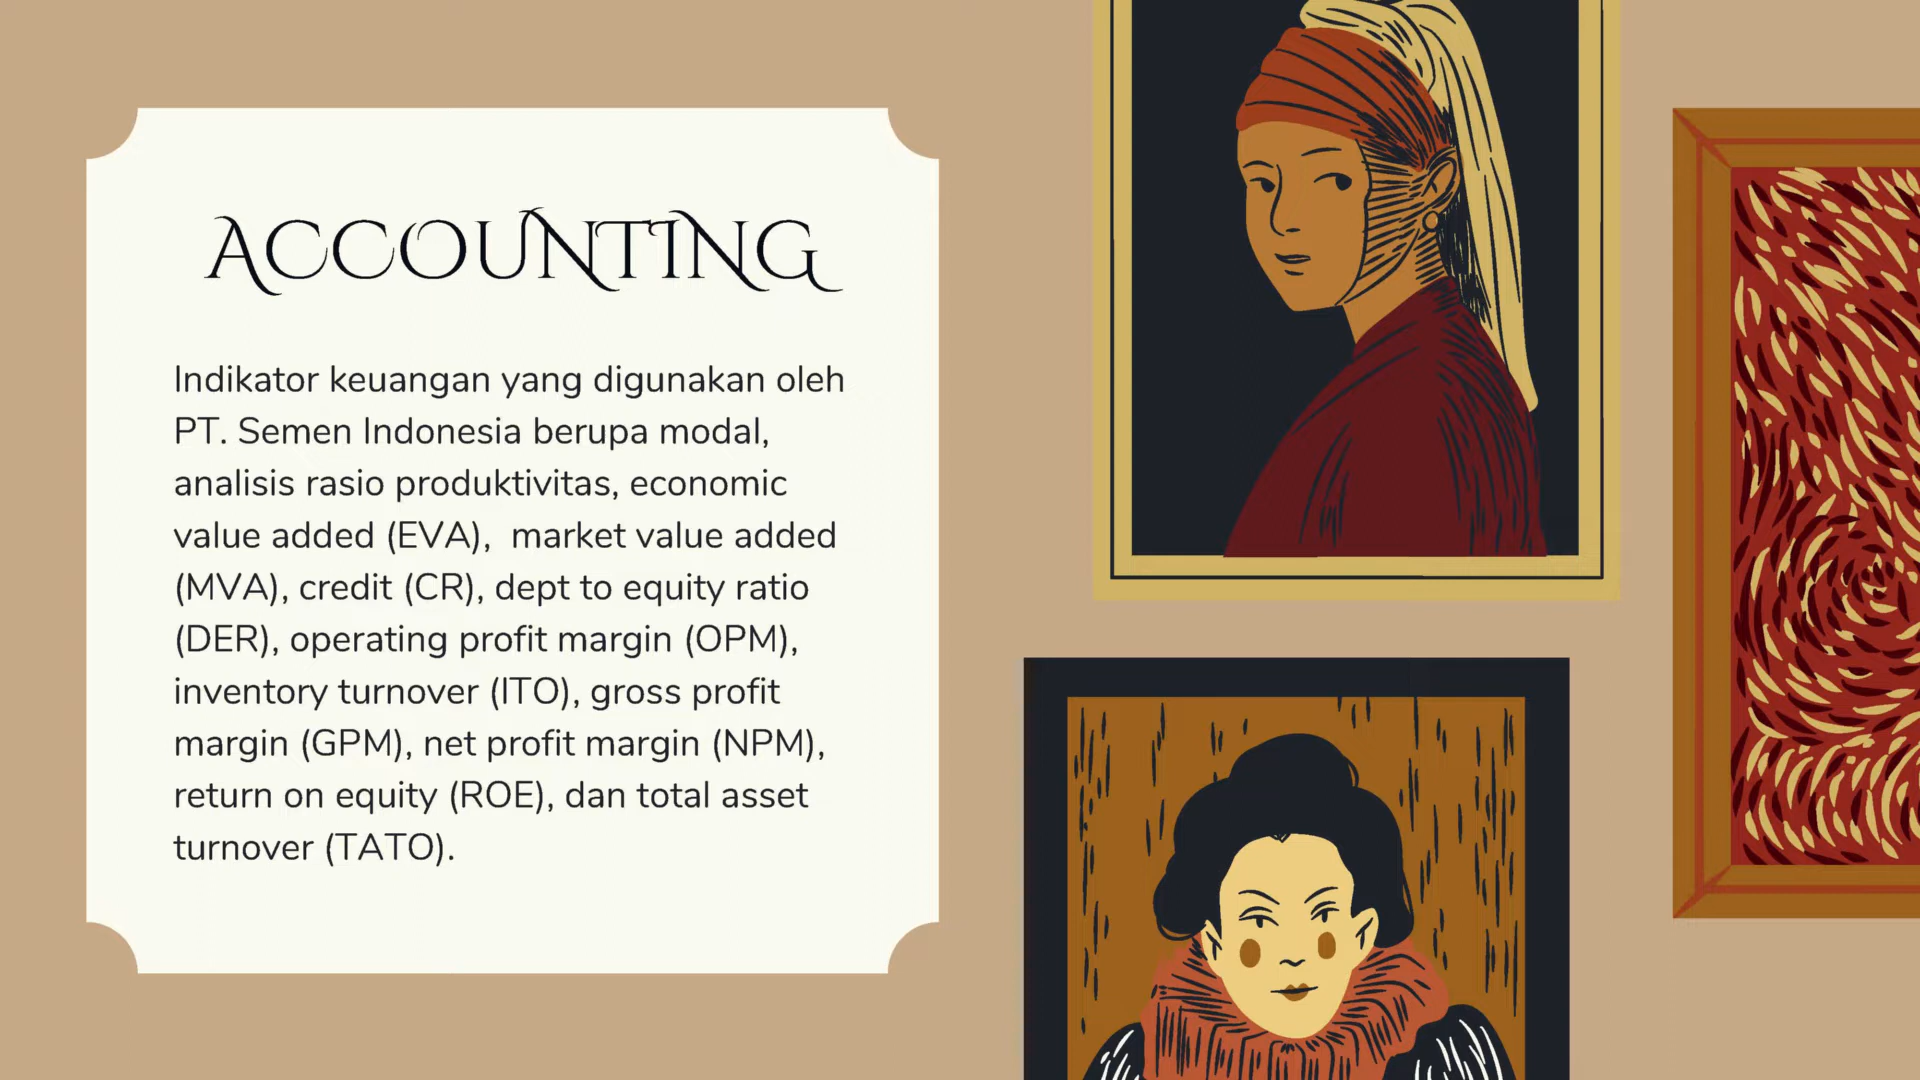 ACCOUNTING
Indikator keuangan yang digunakan oleh
PT. Semen Indonesia berupa modal,
analisis rasio produktivitas, economic
value added (EVA),  market value added
(MVA), credit (CR), dept to equity ratio
(DER), operating profit margin (OPM),
inventory turnover (ITO), gross profit
margin (GPM), net profit margin (NPM),
return on equity (ROE), dan total asset
turnover (TATO).